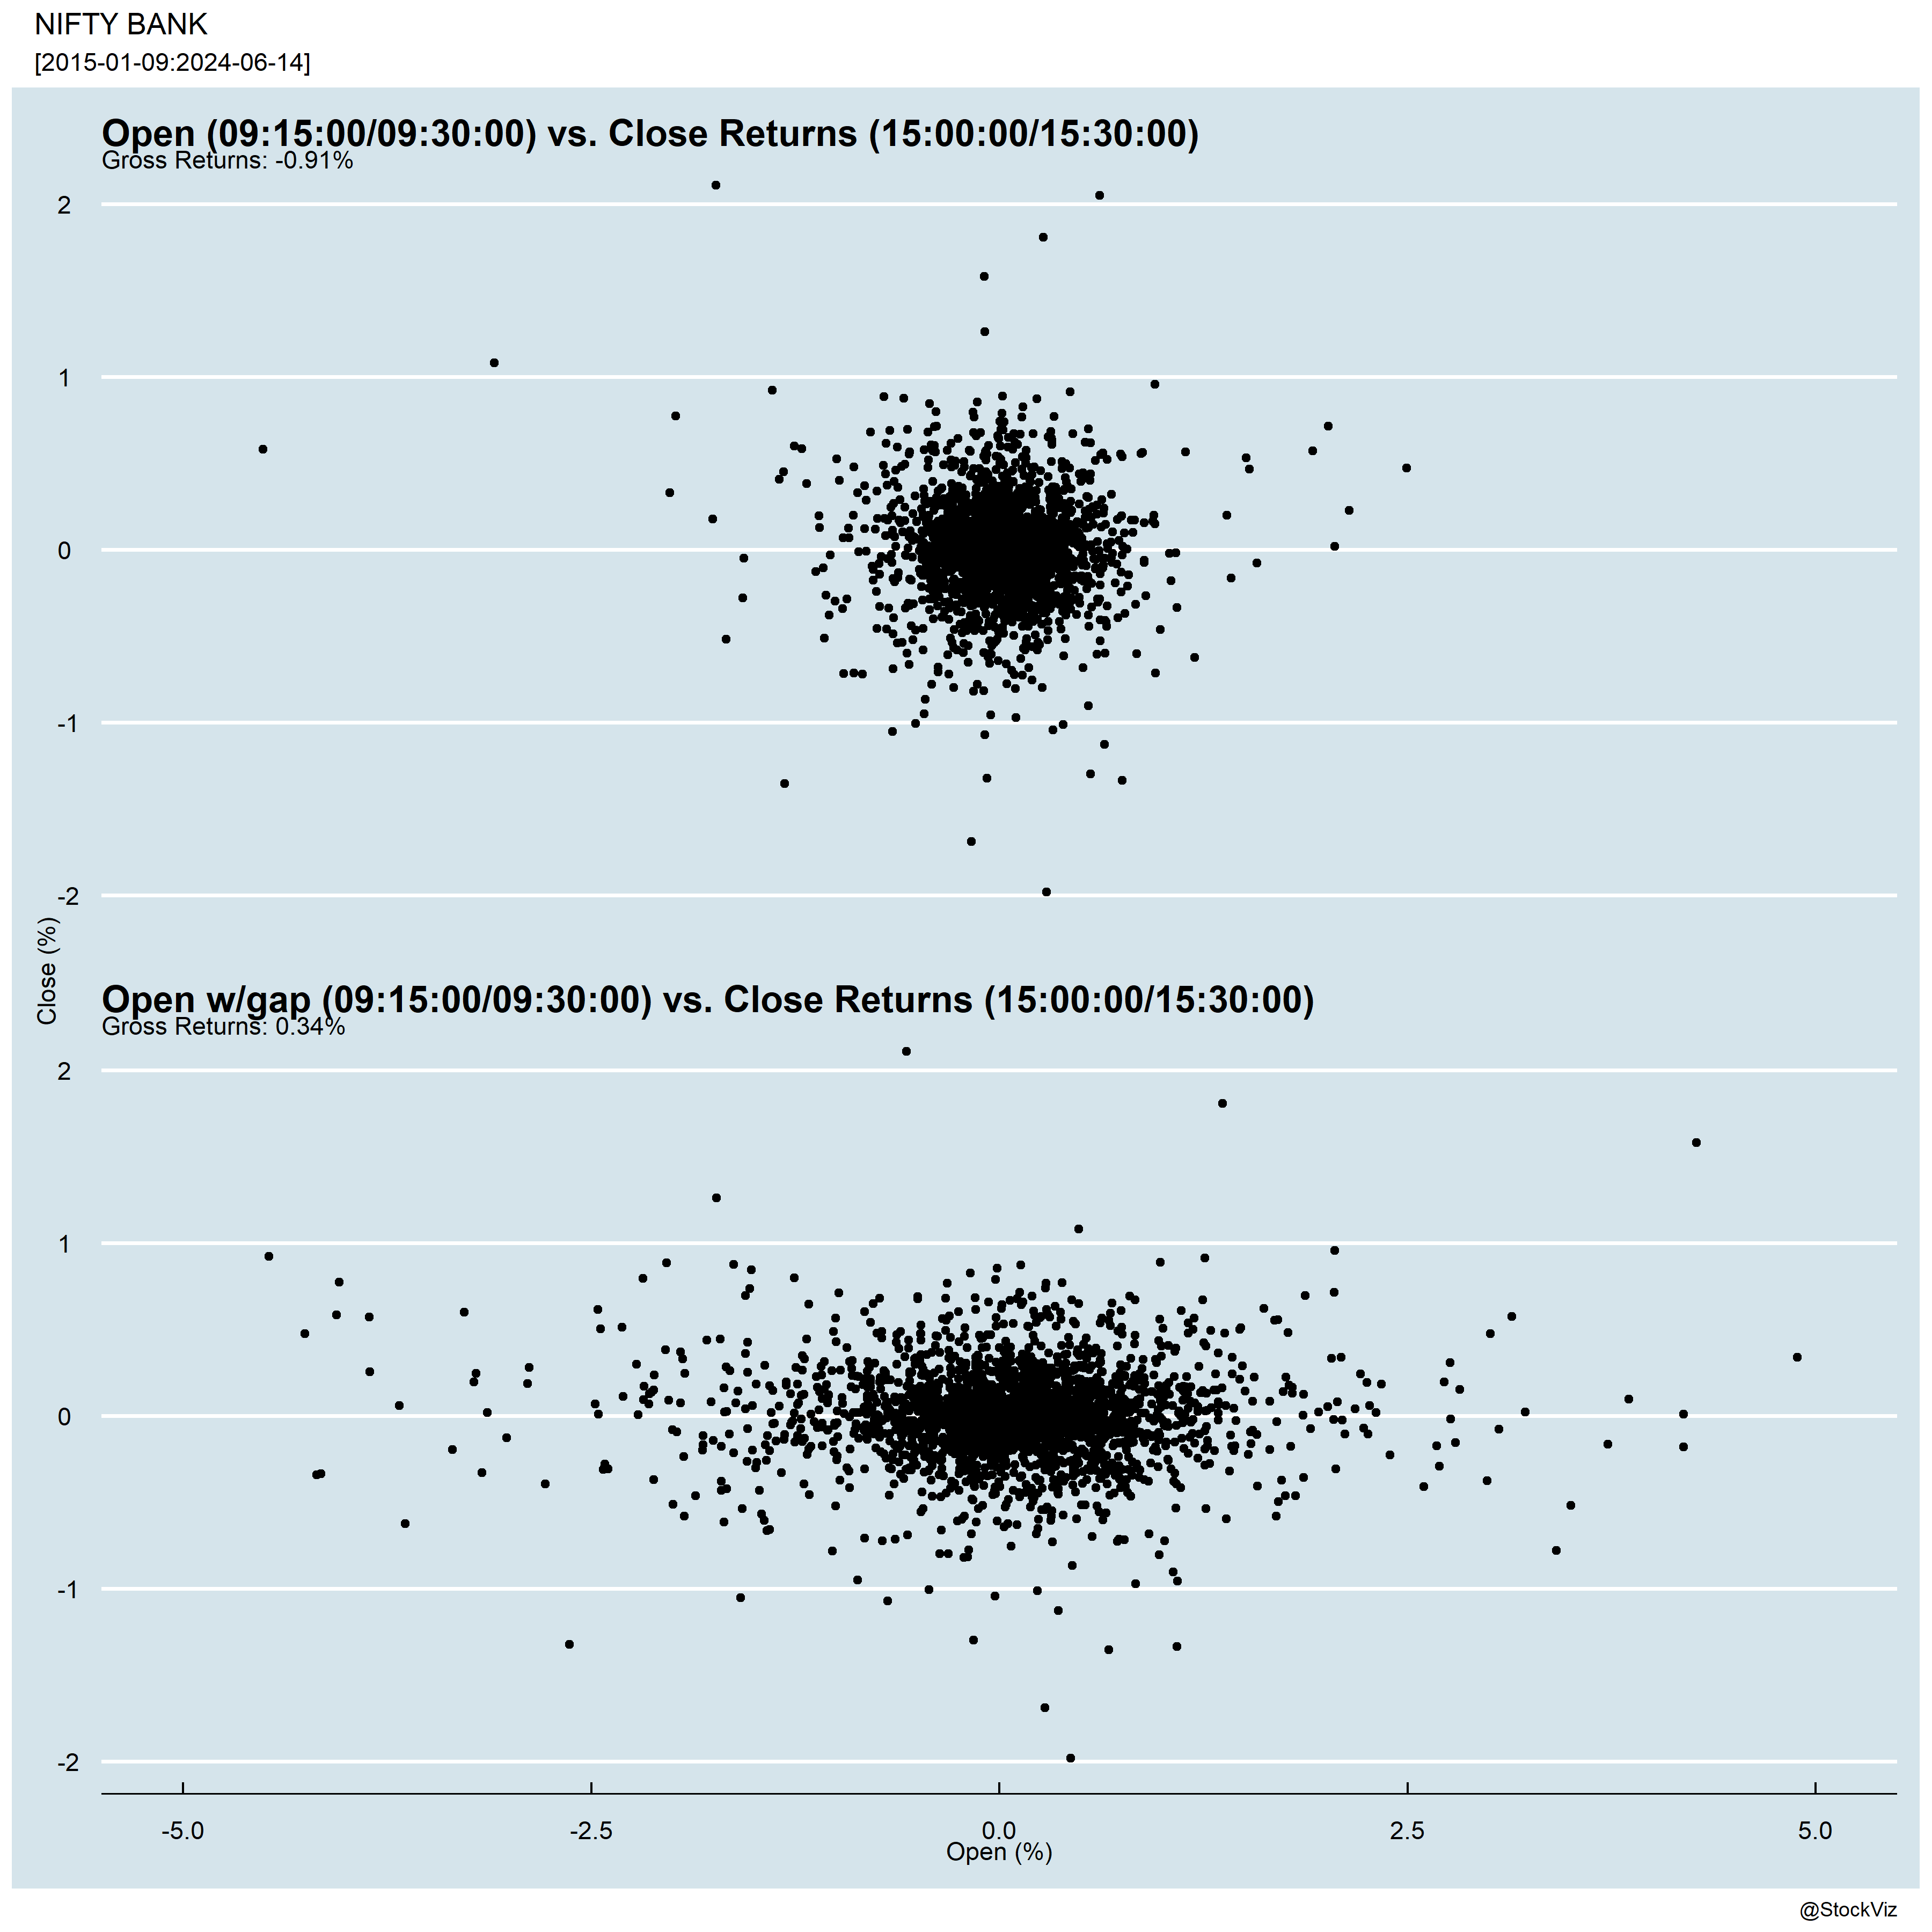 NIFTY BANK
[2015-01-09:2024-06-14]
Open (09:15:00/09:30:00) vs. Close Returns (15:00:00/15:30:00)
Gross Returns: -0.91%
2
1
0
-1
-2
Close (%)
Open w/gap (09:15:00/09:30:00) vs. Close Returns (15:00:00/15:30:00)
Gross Returns: 0.34%
2
1
0
-1
-2
-5.0 -2.5 0.0 2.5 5.0
Open (%)
@StockViz